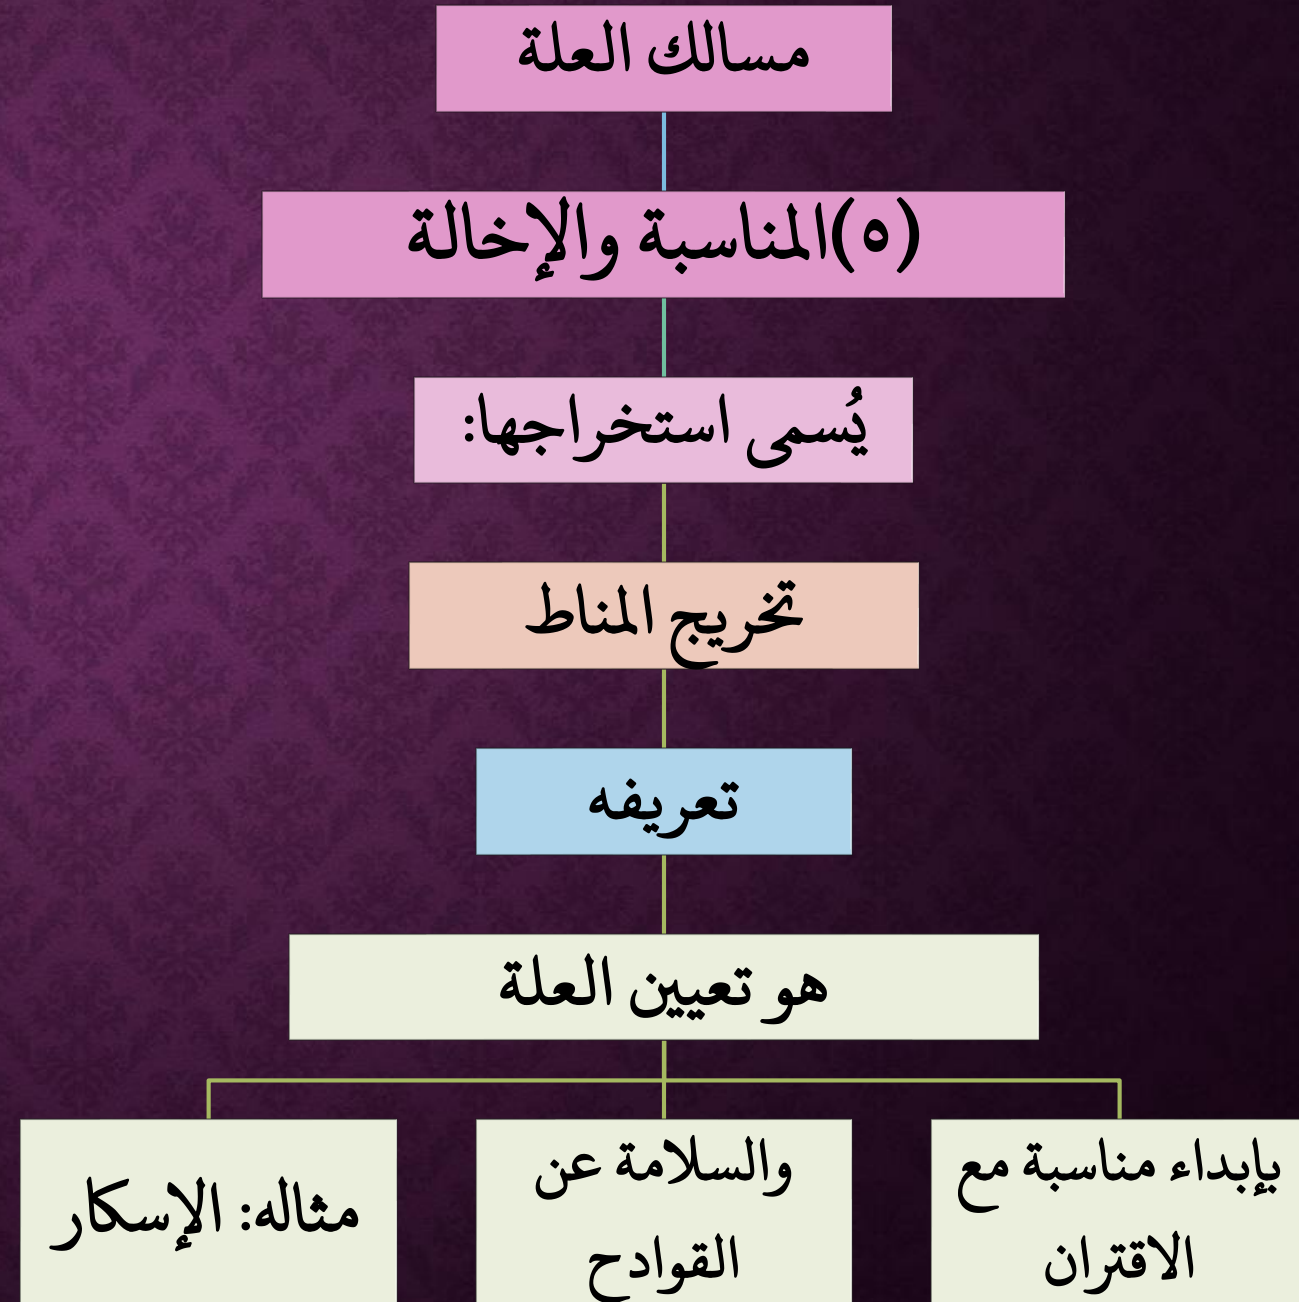 مسالك العلة
(٥)المناسبة والإخالة
يُسمى استخراجها:
تخريج المناط
تعريفه
هو تعيين العلة
بإبداء مناسبة مع
الاقتران
والسلامة عن
القوادح
مثاله: الإسكار